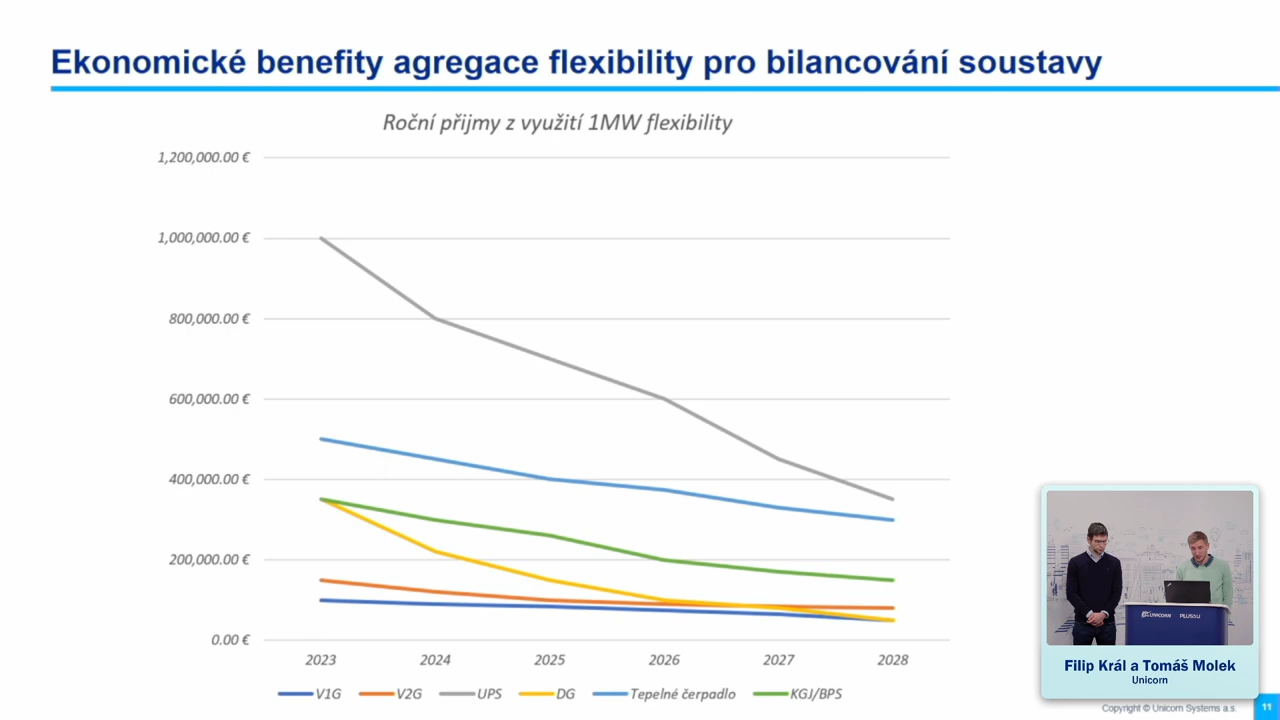 Ekonomické benefity agregace flexibility pro bilancování soustavy
Roční přijmy z využití 1MW flexibility
1,200,000.00 €
1,000,000.00 €
800,000.00 €
600,000.00 €
400,000.00 €
200,000.00 €
0.00 €
2023 2024 2025 2026 2027 2028
V1G V2G UPS DG Tepelné čerpadlo KGJ/BPS
UNICORN PLUS4U
Filip Král a Tomáš Molek
Unicorn
Copyright © Unicorn Systems a.s. 11